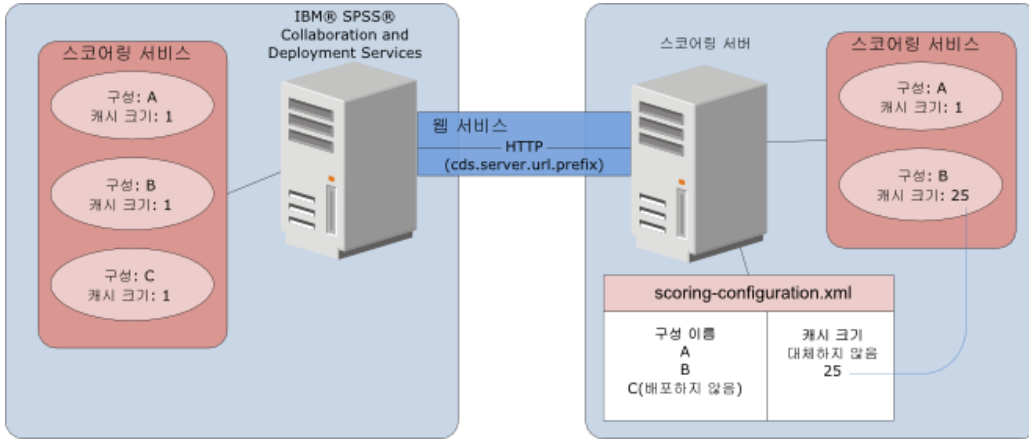 IBM® SPSS®
Collaboration and
Deployment Services
스코어링 서비스
구성: A
캐시 크기: 1
구성: B
캐시 크기: 1
구성: C
캐시 크기: 1
웹 서비스
HTTP
(cds.server.url.prefix)
스코어링 서버
스코어링 서비스
구성: A
캐시 크기: 1
구성: B
캐시 크기: 25
scoring-configuration.xml
구성 이름
A
B
C(배포하지 않음)
캐시 크기
대체하지 않음
25